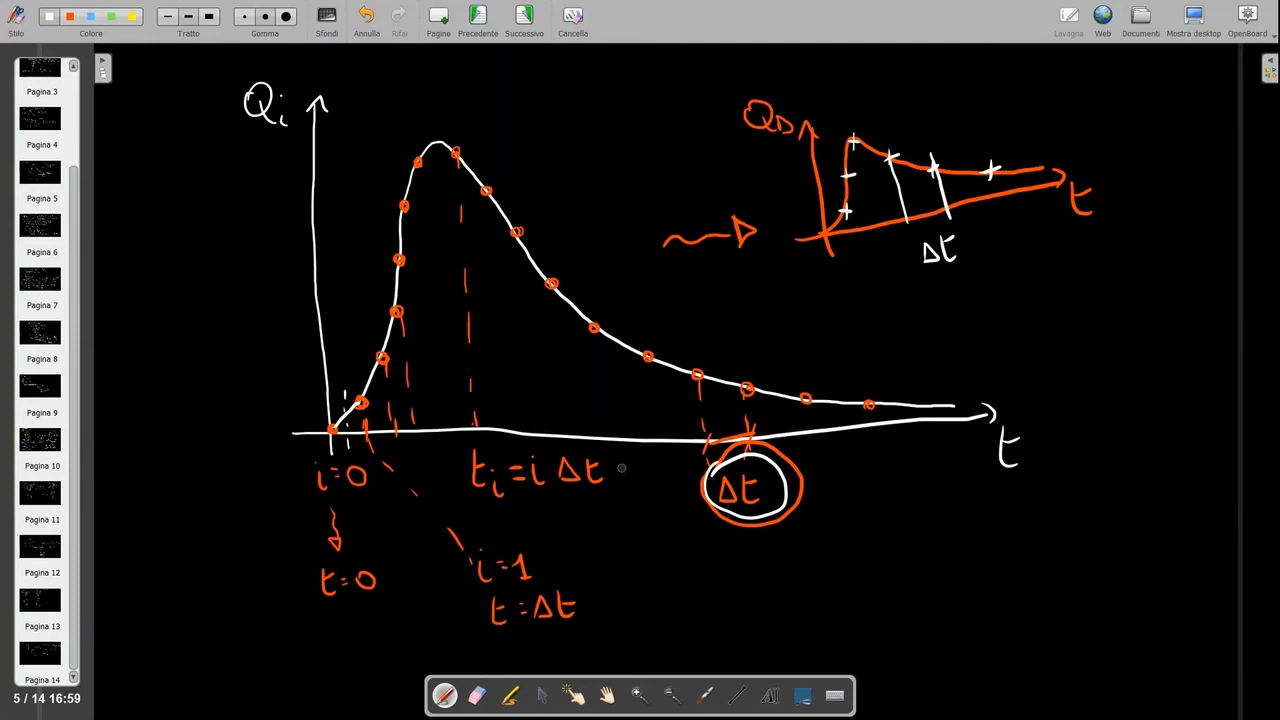 Stilo
Colore
Tratto
Gomma
Sfondi
Annulla
Rifai
Pagine
Precedente
Successivo
Cancella
Lavagna
Web
Documenti
Mostra desktop
OpenBoard
Pagina 3
Pagina 4
Pagina 5
Pagina 6
Pagina 7
Pagina 8
Pagina 9
Pagina 10
Pagina 11
Pagina 12
Pagina 13
Pagina 14
5 / 14 16:59
Qi
QΔ
t
Δt
t
i=0
ti = i Δt
Δt
t=0
i=1
t=Δt
AI